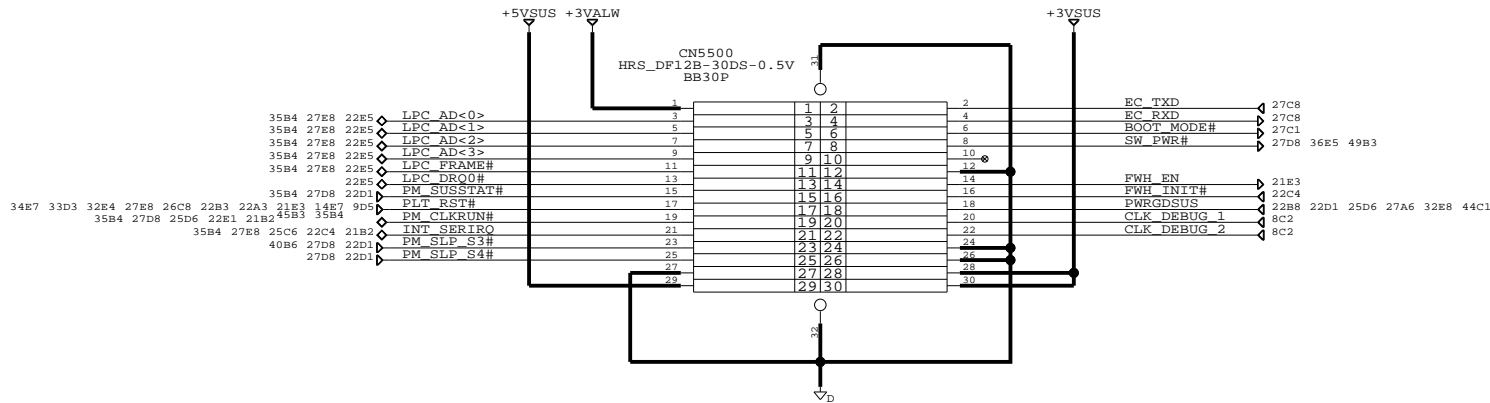 +5VSUS +3VALW +3VSUS
CN5500
HRS_DF12B-30DS-0.5V
BB30P
31
1 1 2 2 EC_TXD 27C8
35B4 27E8 22E5 LPC_AD<0> 3 3 4 4 EC_RXD 27C8
35B4 27E8 22E5 LPC_AD<1> 5 5 6 6 BOOT_MODE# 27C1
35B4 27E8 22E5 LPC_AD<2> 7 7 8 8 SW_PWR# 27D8 36E5 49B3
35B4 27E8 22E5 LPC_AD<3> 9 9 10 10
35B4 27E8 22E5 LPC_FRAME# 11 11 12 12
22E5 LPC_DRQ0# 13 13 14 14 FWH_EN 21E3
35B4 27D8 22D1 PM_SUSSTAT# 15 15 16 16 FWH_INIT# 22C4
34E7 33D3 32E4 27E8 26C8 22B3 22A3 21E3 14E7 9D5 PLT_RST# 17 17 18 18 PWRGDSUS 22B8 22D1 25D6 27A6 32E8 44C1
45B3 35B4
35B4 27D8 25D6 22E1 21B2 PM_CLKRUN# 19 19 20 20 CLK_DEBUG_1 8C2
35B4 27E8 25C6 22C4 21B2 INT_SERIRQ 21 21 22 22 CLK_DEBUG_2 8C2
40B6 27D8 22D1 PM_SLP_S3# 23 23 24 24
27D8 22D1 PM_SLP_S4# 25 25 26 26
27 27 28 28
29 29 30 30
32
D